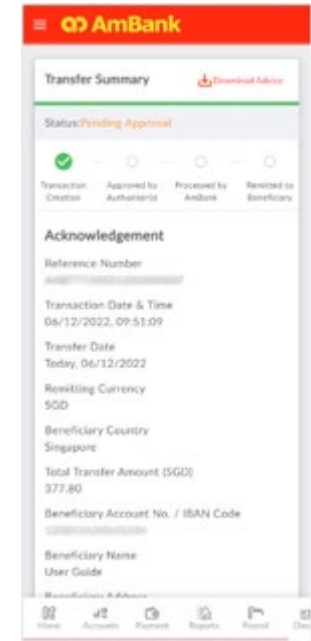 AmBank
Transfer Summary
Download Advice
Status:Pending Approval
Transaction Creation
Approved by Authoriser(s)
Processed by AmBank
Remitted to Beneficiary
Acknowledgement
Reference Number
Transaction Date & Time
06/12/2022, 09:51:09
Transfer Date
Today, 06/12/2022
Remitting Currency
SGD
Beneficiary Country
Singapore
Total Transfer Amount (SGD)
377.80
Beneficiary Account No. / IBAN Code
Beneficiary Name
User Guide
Beneficiary Address
Home
Accounts
Payment
Reports
Payroll